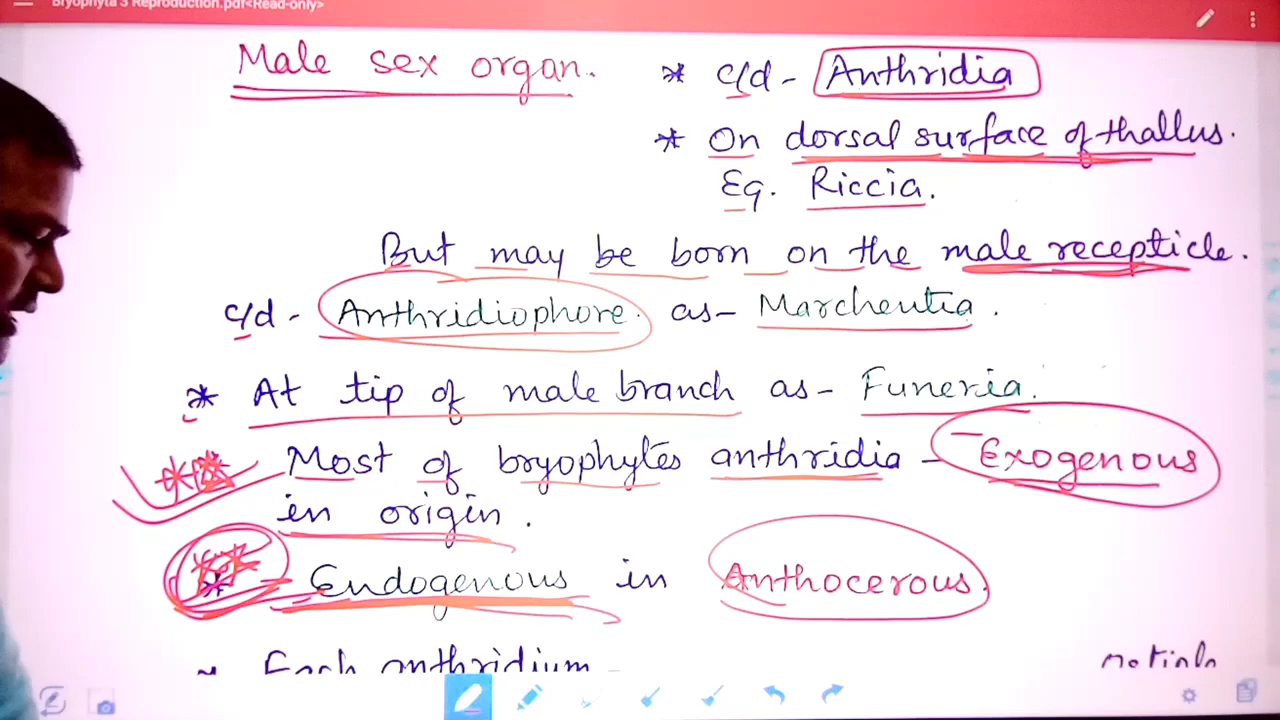 Bryophyta 3 Reproduction.pdf<Read-only>
Male sex organ. * c/d - Anthridia
* On dorsal surface of thallus.
Eg. Riccia.
But may be born on the male recepticle.
c/d - Anthridiophore. as - Marchentia.
* At tip of male branch as - Funeria.
Most of bryophytes anthridia - Exogenous
in origin.
* Endogenous in Anthocerous.
Each anthridium